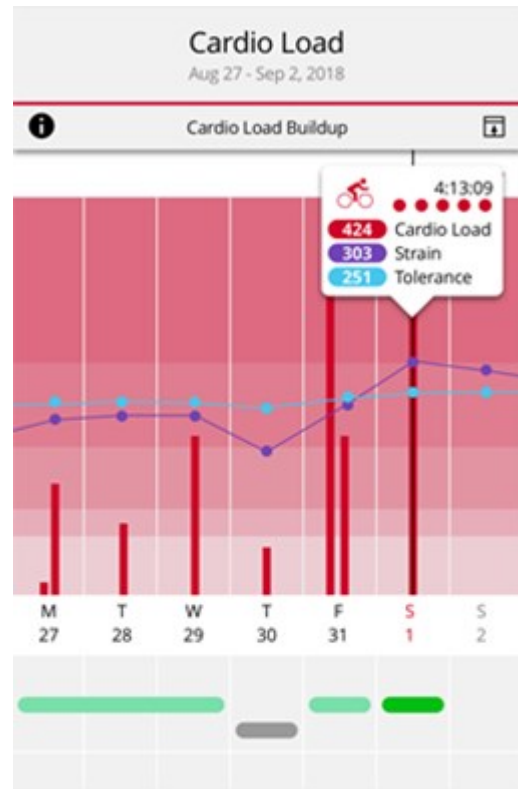 Cardio Load
Aug 27 - Sep 2, 2018
Cardio Load Buildup
4:13:09
424 Cardio Load
303 Strain
251 Tolerance
M T W T F S S
27 28 29 30 31 1 2